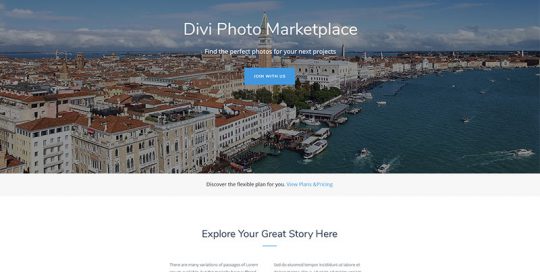 Divi Photo Marketplace
Find the perfect photos for your next projects
JOIN WITH US
Discover the flexible plan for you. View Plans &Pricing
Explore Your Great Story Here
There are many variations of passages of Lorem
Sed do eiusmod tempor incididunt ut labore et